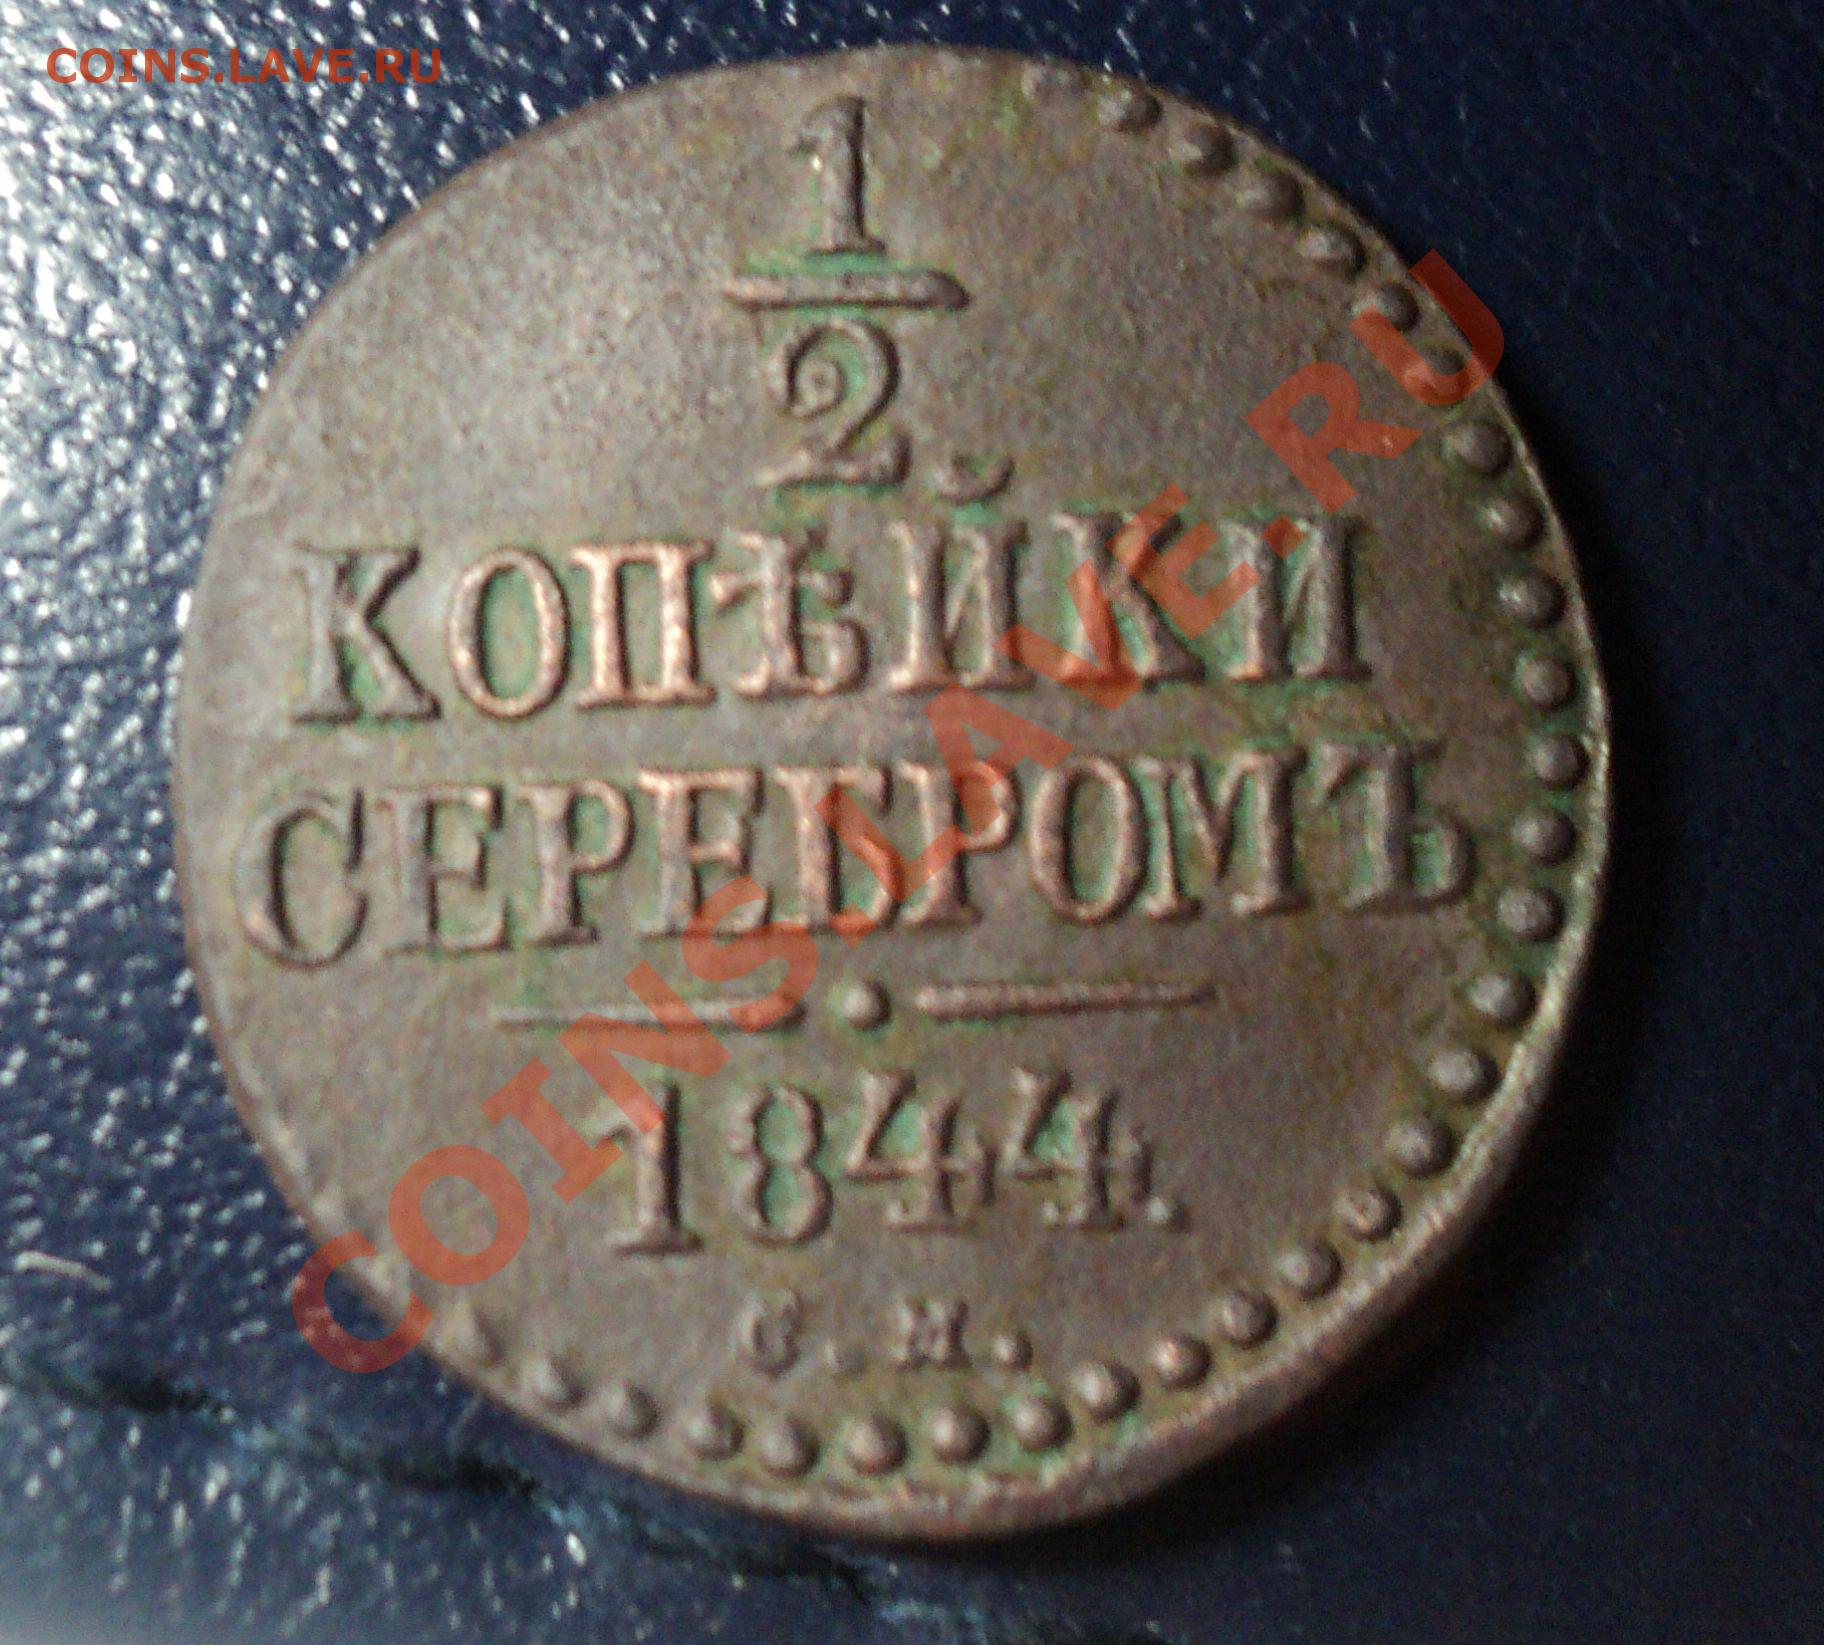 COINS.LAVE.RU
1
2.
КОПѢЙКИ
СЕРЕБРОМЪ
1844.
С.М.
COINS.LAVE.RU